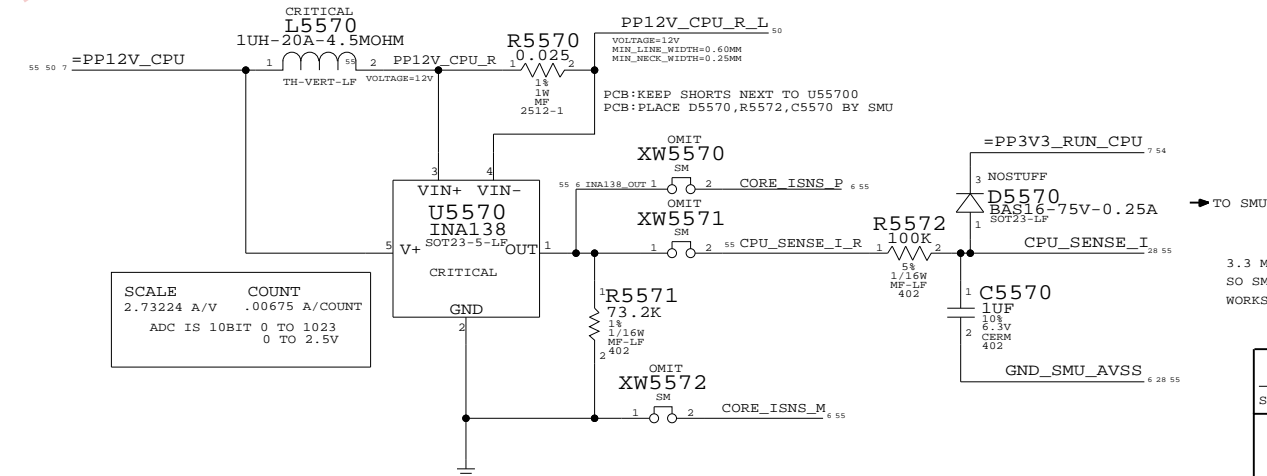 CRITICAL
L5570
1UH-20A-4.5MOHM
55 50 7 =PP12V_CPU
1 55 2
TH-VERT-LF
PP12V_CPU_R
VOLTAGE=12V
R5570
0.025
1 2
1%
1W
MF
2512-1
PP12V_CPU_R_L 50
VOLTAGE=12V
MIN_LINE_WIDTH=0.60MM
MIN_NECK_WIDTH=0.25MM
PCB:KEEP SHORTS NEXT TO U55700
PCB:PLACE D5570,R5572,C5570 BY SMU
3 4
VIN+ VIN-
U5570
INA138
SOT23-5-LF
5 V+ OUT 1
CRITICAL
GND
2
OMIT
XW5570
SM
55 6 INA138_OUT 1 2 CORE_ISNS_P 6 55
OMIT
XW5571
SM
1 2 55 CPU_SENSE_I_R
R5572
100K
1 2
5%
1/16W
MF-LF
402
=PP3V3_RUN_CPU 7 54
3 NOSTUFF
D5570
BAS16-75V-0.25A
SOT23-LF
1
TO SMU
CPU_SENSE_I 28 55
3.3 M
SO SM
WORKS
1 C5570
1UF
10%
6.3V
2 CERM
402
GND_SMU_AVSS 6 28 55
SCALE COUNT
2.73224 A/V .00675 A/COUNT
ADC IS 10BIT 0 TO 1023
0 TO 2.5V
1 R5571
73.2K
1%
1/16W
MF-LF
2 402
OMIT
XW5572
SM
1 2 CORE_ISNS_M 6 55
S